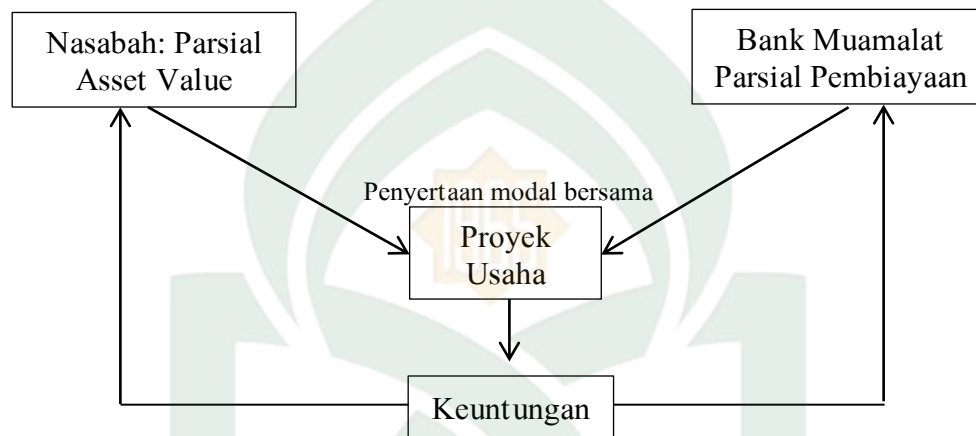 Nasabah: Parsial
Asset Value
Bank Muamalat
Parsial Pembiayaan
Penyertaan modal bersama
Proyek
Usaha
Keuntungan